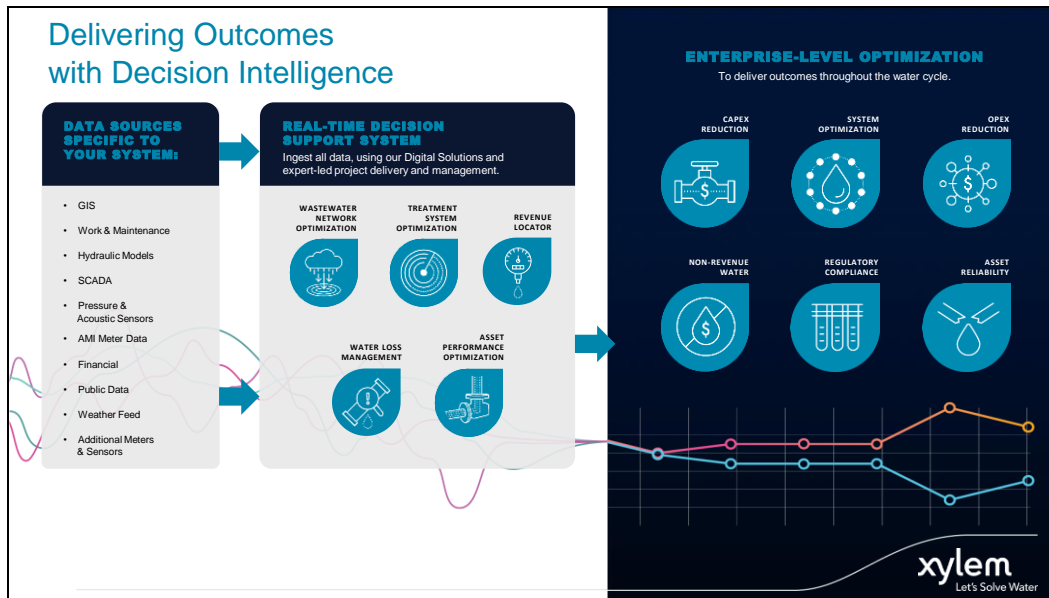 Delivering Outcomes
with Decision Intelligence
DATA SOURCES
SPECIFIC TO
YOUR SYSTEM:
• GIS
• Work & Maintenance
• Hydraulic Models
• SCADA
• Pressure &
Acoustic Sensors
• AMI Meter Data
• Financial
• Public Data
• Weather Feed
• Additional Meters
& Sensors
REAL-TIME DECISION
SUPPORT SYSTEM
Ingest all data, using our Digital Solutions and
expert-led project delivery and management.
WASTEWATER
NETWORK
OPTIMIZATION
TREATMENT
SYSTEM
OPTIMIZATION
REVENUE
LOCATOR
WATER LOSS
MANAGEMENT
ASSET
PERFORMANCE
OPTIMIZATION
ENTERPRISE-LEVEL OPTIMIZATION
To deliver outcomes throughout the water cycle.
CAPEX
REDUCTION
$
SYSTEM
OPTIMIZATION
OPEX
REDUCTION
$
NON-REVENUE
WATER
$
REGULATORY
COMPLIANCE
ASSET
RELIABILITY
xylem
Let's Solve Water